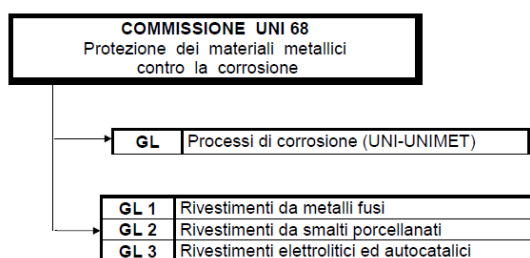 COMMISSIONE UNI 68
Protezione dei materiali metallici
contro la corrosione
GL Processi di corrosione (UNI-UNIMET)
GL 1 Rivestimenti da metalli fusi
GL 2 Rivestimenti da smalti porcellanati
GL 3 Rivestimenti elettrolitici ed autocatalici